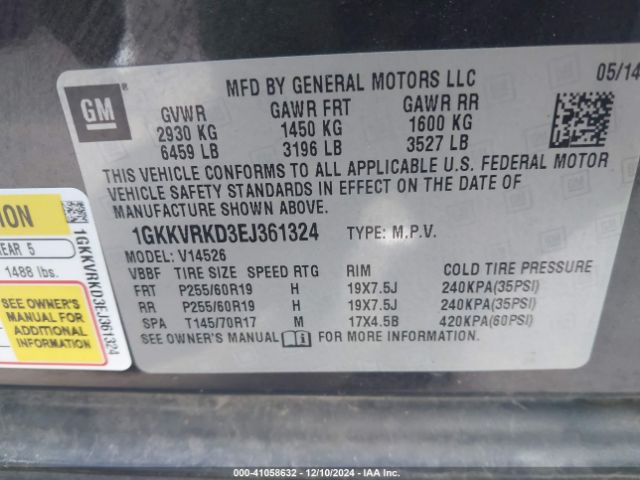 MFD BY GENERAL MOTORS LLC
05/14
GM
GVWR GAWR FRT GAWR RR
2930 KG 1450 KG 1600 KG
6459 LB 3196 LB 3527 LB
THIS VEHICLE CONFORMS TO ALL APPLICABLE U.S. FEDERAL MOTOR
VEHICLE SAFETY STANDARDS IN EFFECT ON THE DATE OF
MANUFACTURE SHOWN ABOVE.
1GKKVRKD3EJ361324 TYPE: M.P.V.
MODEL: V14526
VBBF TIRE SIZE SPEED RTG RIM COLD TIRE PRESSURE
FRT P255/60R19 H 19X7.5J 240KPA(35PSI)
RR P255/60R19 H 19X7.5J 240KPA(35PSI)
SPA T145/70R17 M 17X4.5B 420KPA(60PSI)
SEE OWNER'S MANUAL i FOR MORE INFORMATION.
ION
EAR 5
1488 lbs.
SEE OWNER'S
MANUAL FOR
ADDITIONAL
INFORMATION
1GKKVRKD3EJ361324
000-41058632 - 12/10/2024 - IAA Inc.